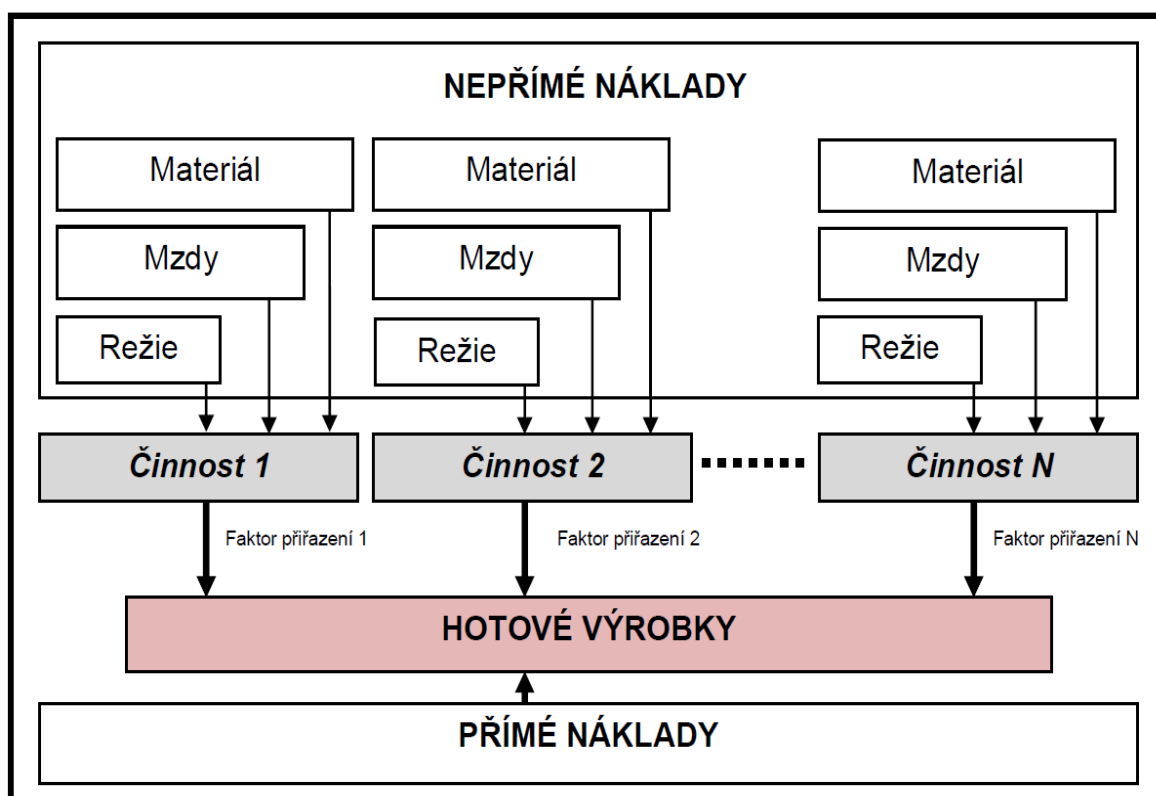 NEPŘÍMÉ NÁKLADY
Materiál
Materiál
Materiál
Mzdy
Mzdy
Mzdy
Režie
Režie
Režie
Činnost 1
Činnost 2
Činnost N
Faktor přiřazení 1
Faktor přiřazení 2
Faktor přiřazení N
HOTOVÉ VÝROBKY
PŘÍMÉ NÁKLADY